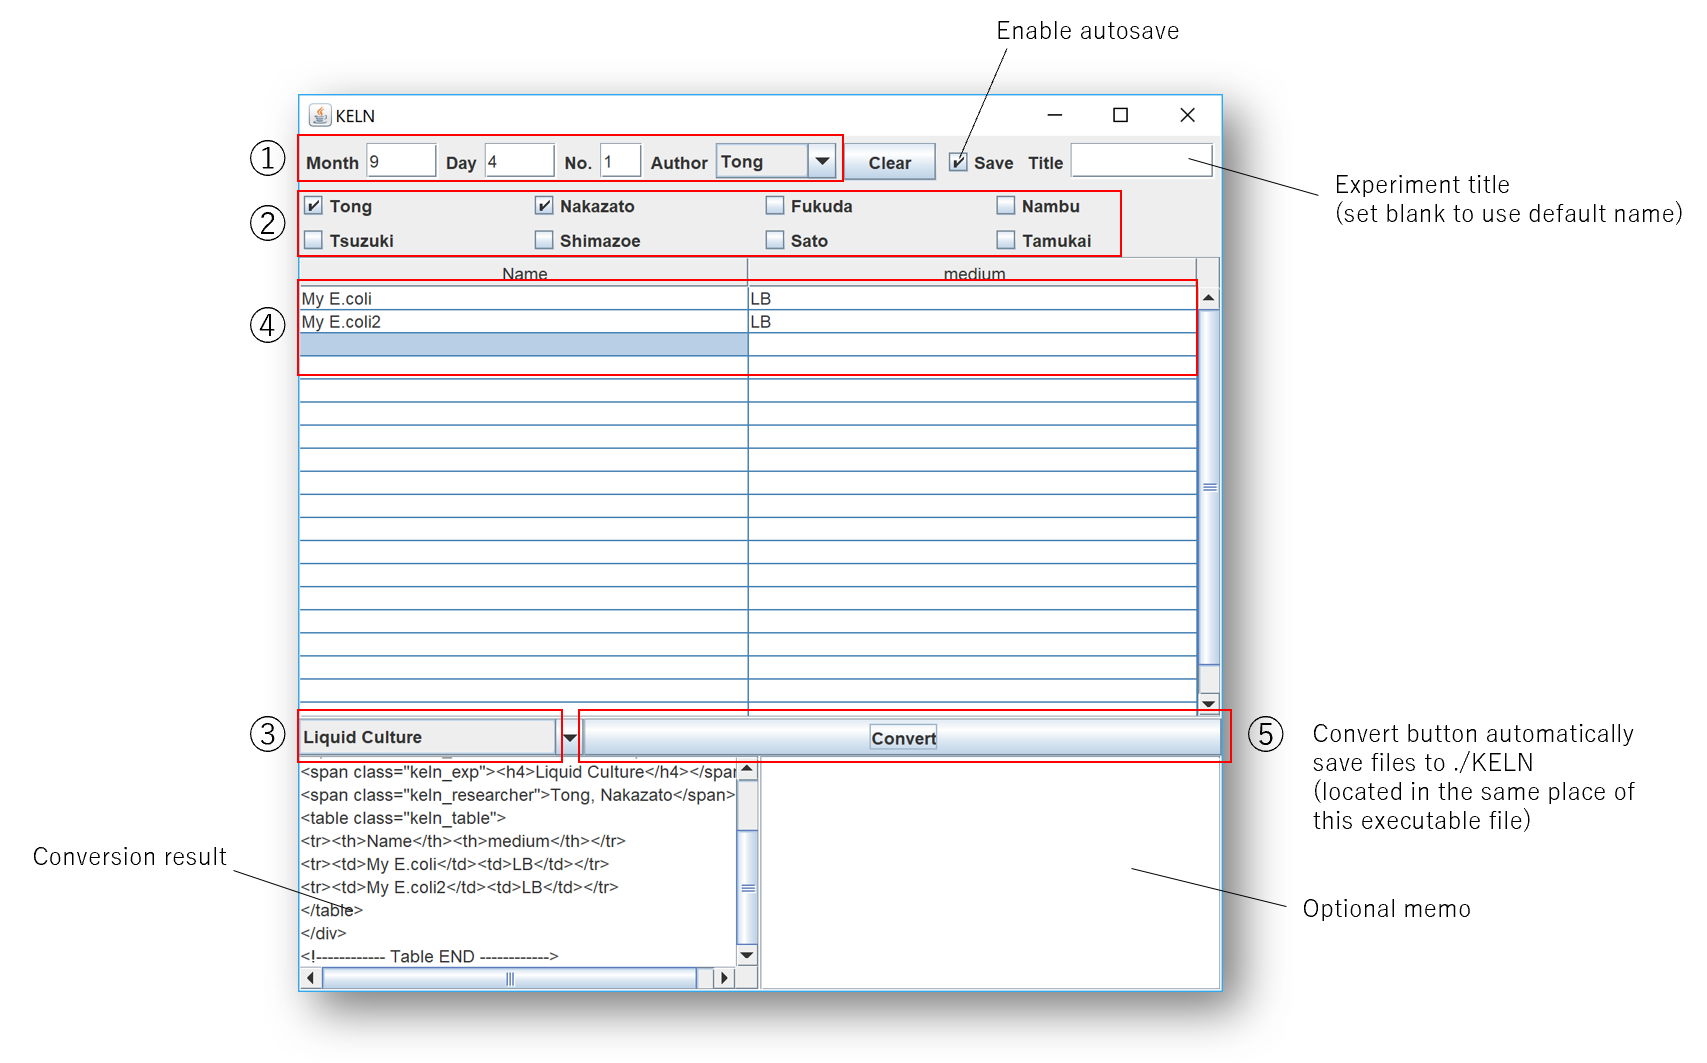 Enable autosave
KELN
① Month 9 Day 4 No. 1 Author Tong Clear Save Title
Experiment title
(set blank to use default name)
② Tong Nakazato Fukuda Nambu
Tsuzuki Shimazoe Sato Tamukai
Name medium
④ My E.coli LB
My E.coli2 LB
③ Liquid Culture Convert ⑤
Convert button automatically
save files to ./KELN
(located in the same place of
this executable file)
<span class="keln_exp"><h4>Liquid Culture</h4></spar
<span class="keln_researcher">Tong, Nakazato</span>
<table class="keln_table">
<tr><th>Name</th><th>medium</th></tr>
<tr><td>My E.coli</td><td>LB</td></tr>
<tr><td>My E.coli2</td><td>LB</td></tr>
</table>
</div>
<!------------ Table END ------------>
Conversion result
Optional memo